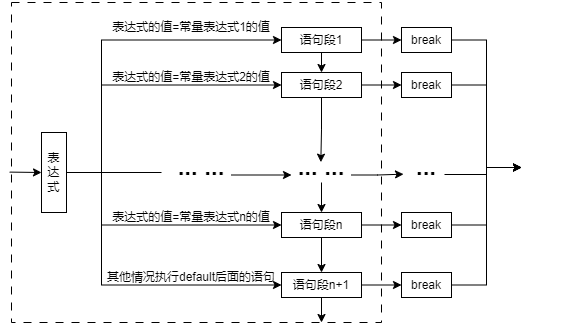 表达式的值=常量表达式1的值
语句段1
break
表达式的值=常量表达式2的值
语句段2
break
表达式
... ...
... ...
...
表达式的值=常量表达式n的值
语句段n
break
其他情况执行default后面的语句
语句段n+1
break